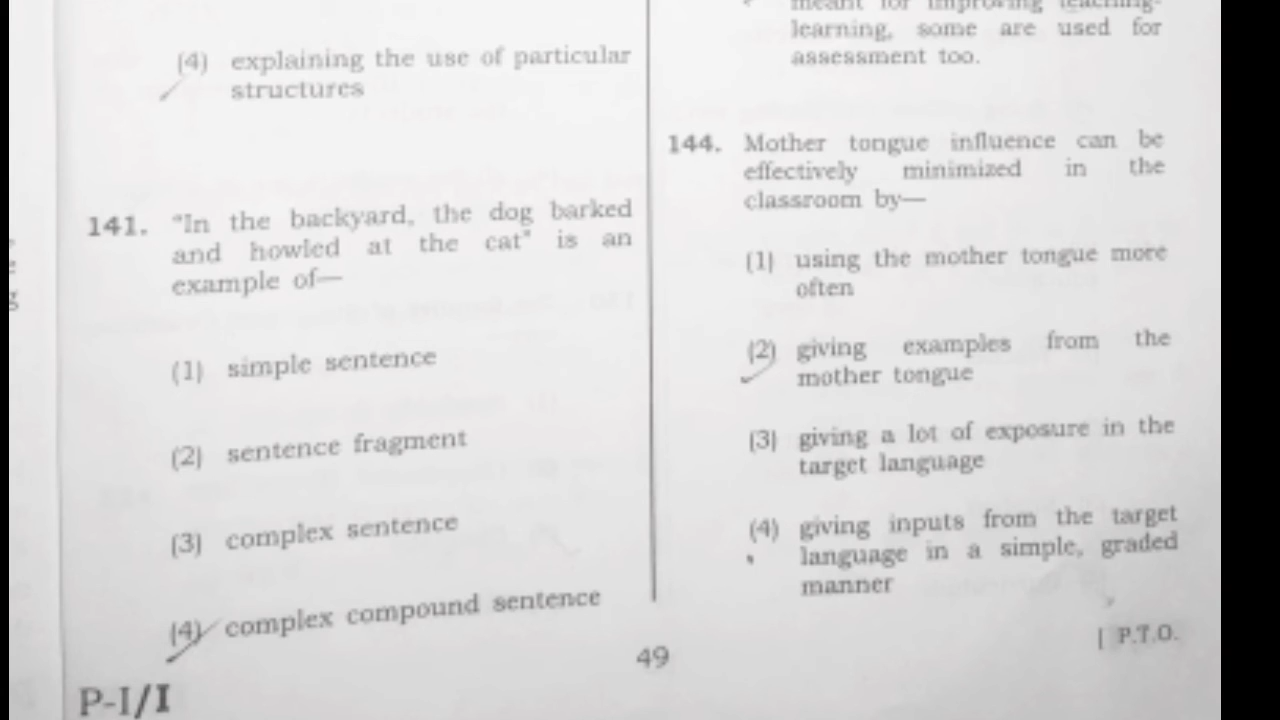 (4) explaining the use of particular
structures
141. "In the backyard, the dog barked
and howled at the cat" is an
example of—
(1) simple sentence
(2) sentence fragment
(3) complex sentence
(4) complex compound sentence
meant for improving teaching-
learning, some are used for
assessment too.
144. Mother tongue influence can be
effectively minimized in the
classroom by—
(1) using the mother tongue more
often
(2) giving examples from the
mother tongue
(3) giving a lot of exposure in the
target language
(4) giving inputs from the target
language in a simple, graded
manner
P-I/I
49
[ P.T.O.